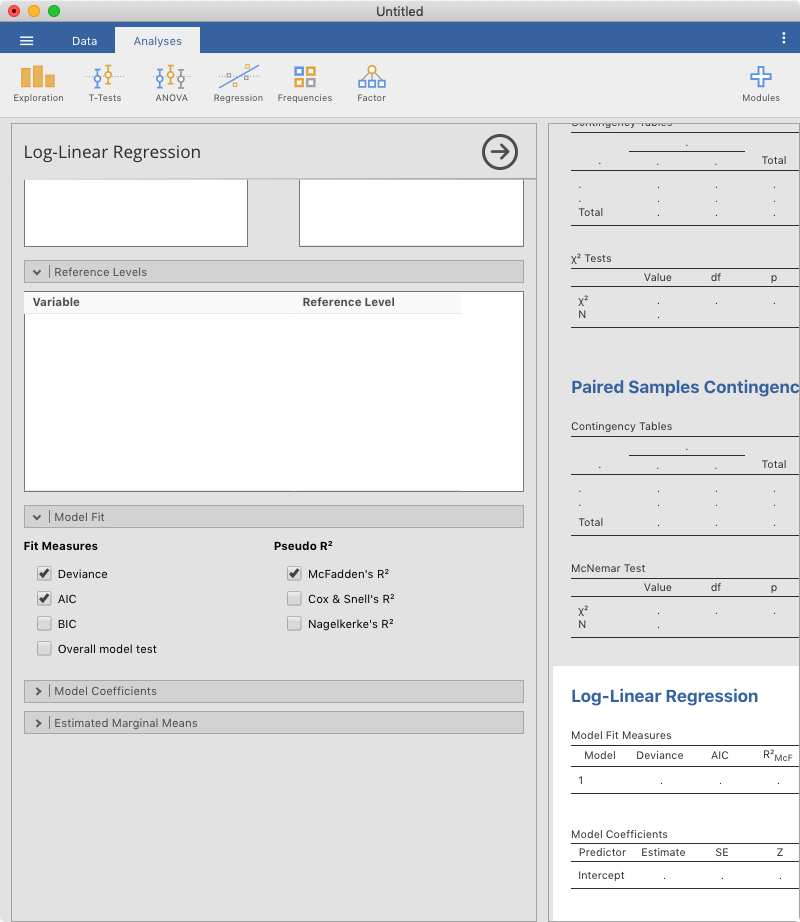 Untitled
Data
Analyses
Exploration
T-Tests
ANOVA
Regression
Frequencies
Factor
Modules
Log-Linear Regression
Reference Levels
Variable Reference Level
Model Fit
Fit Measures
Deviance
AIC
BIC
Overall model test
Pseudo R²
McFadden's R²
Cox & Snell's R²
Nagelkerke's R²
Model Coefficients
Estimated Marginal Means
Contingency Tables
.
. . . Total
. . . .
. . . .
Total . . .
χ² Tests
Value df p
χ² . . .
N .
Paired Samples Contingenc
Contingency Tables
.
. . . Total
. . . .
. . . .
Total . . .
McNemar Test
Value df p
χ² . . .
N .
Log-Linear Regression
Model Fit Measures
Model Deviance AIC R²McF
1 . . .
Model Coefficients
Predictor Estimate SE Z
Intercept . . .